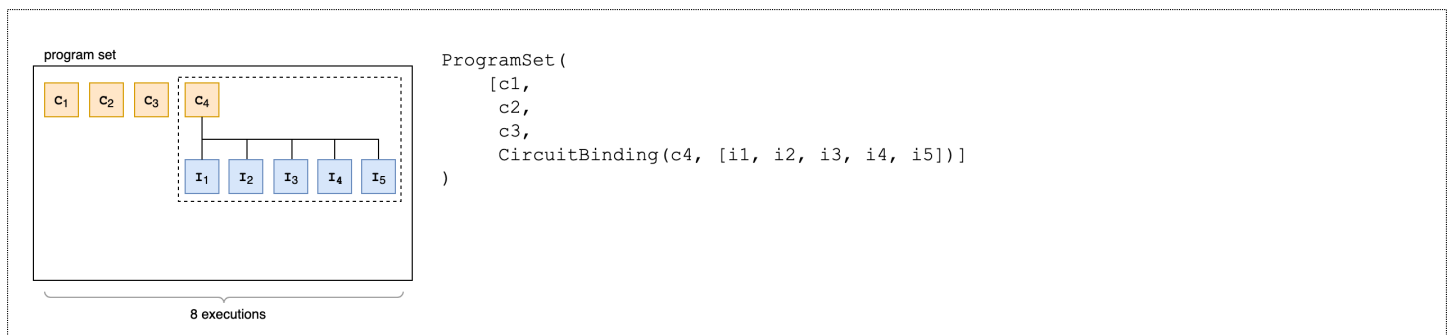 program set
C₁ C₂ C₃ C₄
I₁ I₂ I₃ I₄ I₅
8 executions
ProgramSet(
    [c1,
     c2,
     c3,
     CircuitBinding(c4, [i1, i2, i3, i4, i5])]
)